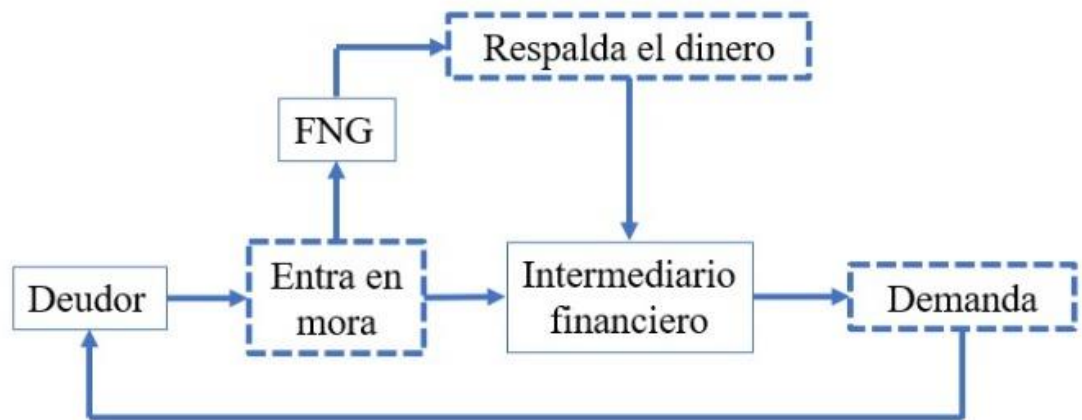 Respalda el dinero
FNG
Deudor
Entra en
mora
Intermediario
financiero
Demanda